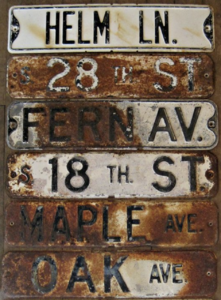 HELM LN.
S 28 TH ST
FERN AV.
S 18 TH. ST.
MAPLE AVE.
OAK AVE